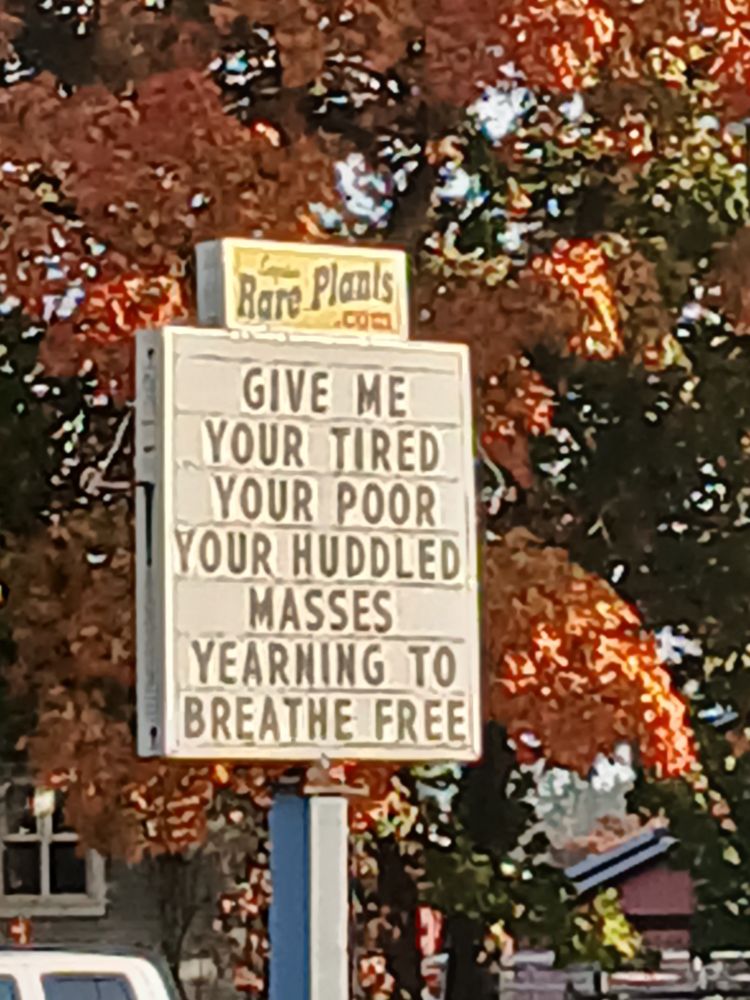 Rare Plants
.com
GIVE ME
YOUR TIRED
YOUR POOR
YOUR HUDDLED
MASSES
YEARNING TO
BREATHE FREE